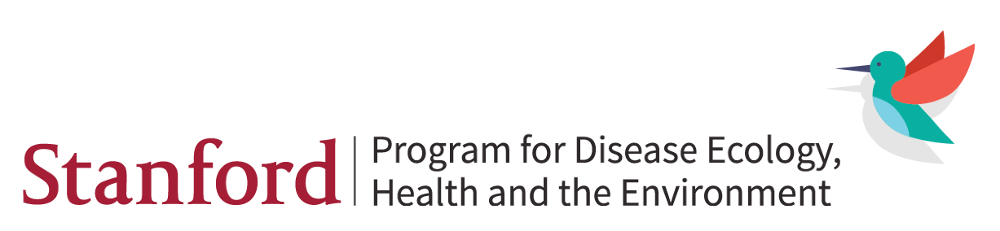 Stanford
Program for Disease Ecology,
Health and the Environment